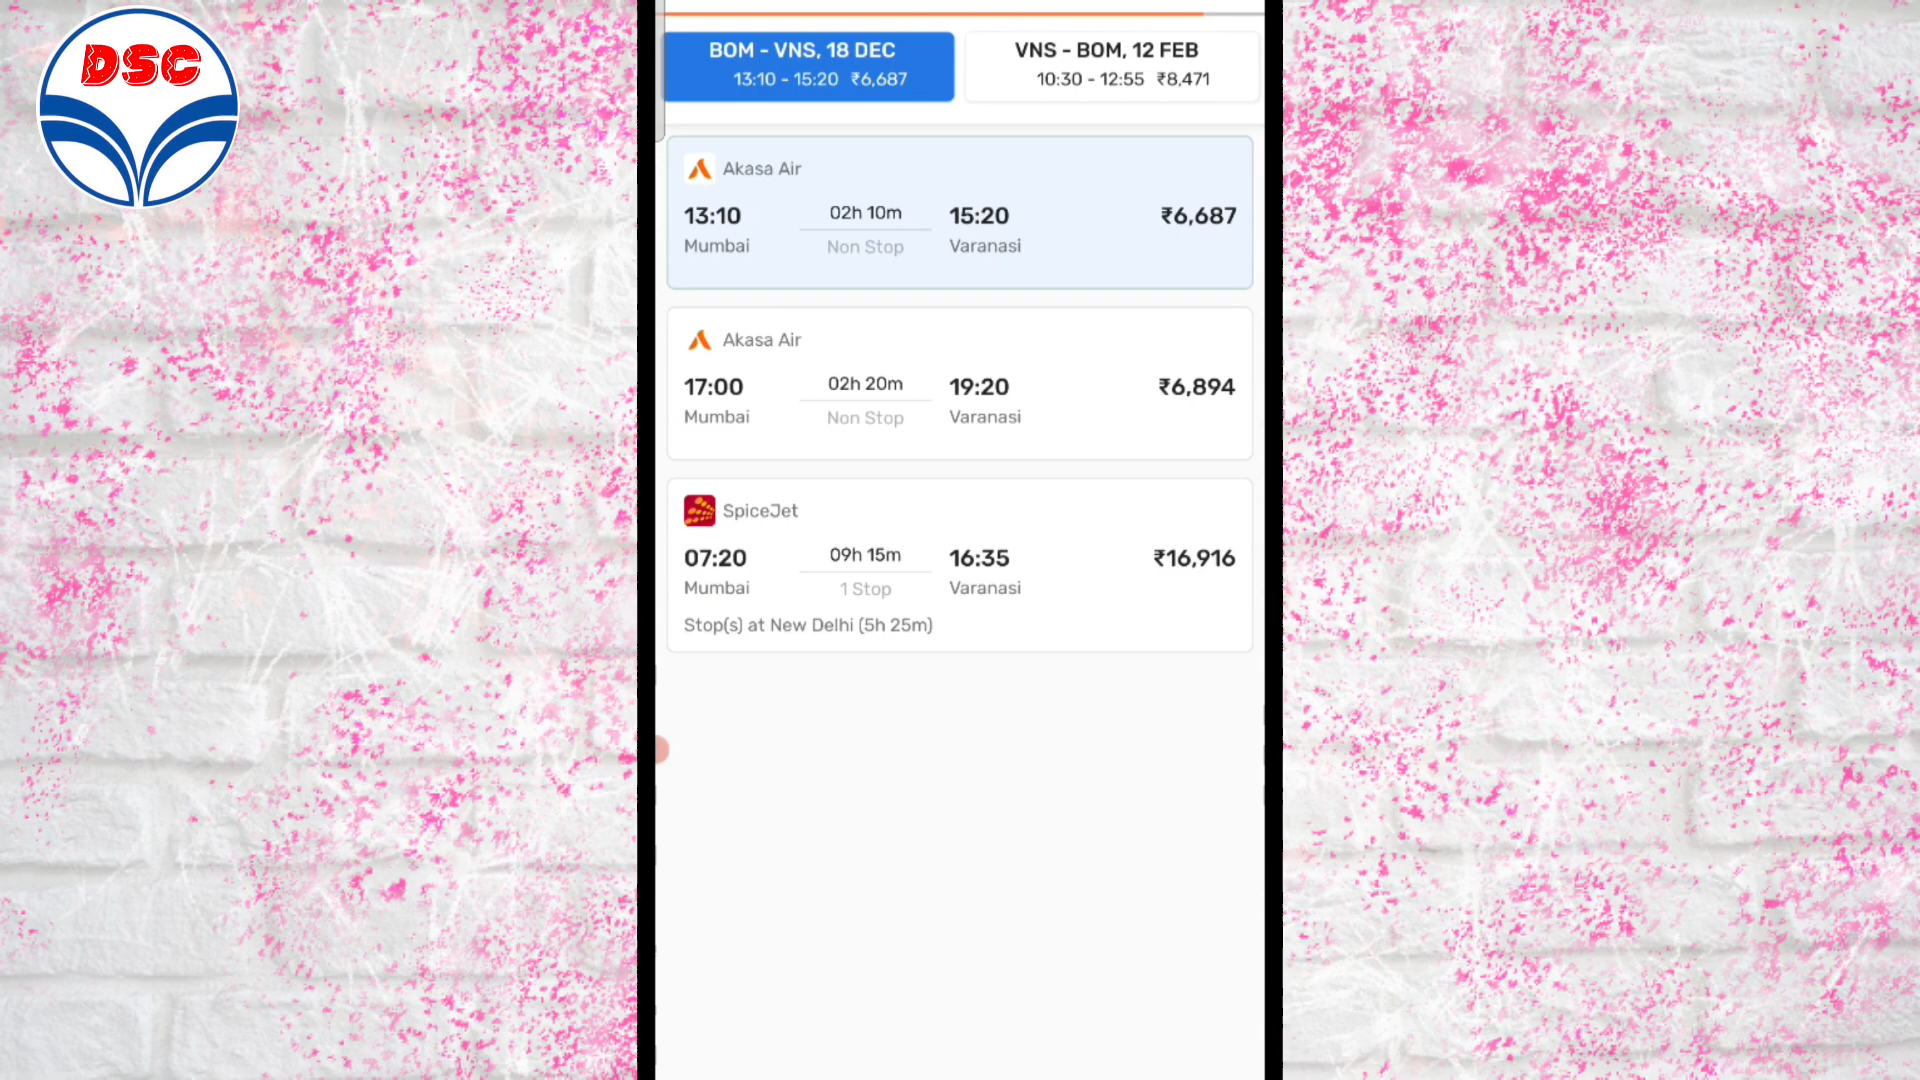 DSC
BOM - VNS, 18 DEC
13:10 - 15:20 ₹6,687
VNS - BOM, 12 FEB
10:30 - 12:55 ₹8,471
Akasa Air
13:10 02h 10m 15:20 ₹6,687
Mumbai Non Stop Varanasi
Akasa Air
17:00 02h 20m 19:20 ₹6,894
Mumbai Non Stop Varanasi
SpiceJet
07:20 09h 15m 16:35 ₹16,916
Mumbai 1 Stop Varanasi
Stop(s) at New Delhi (5h 25m)